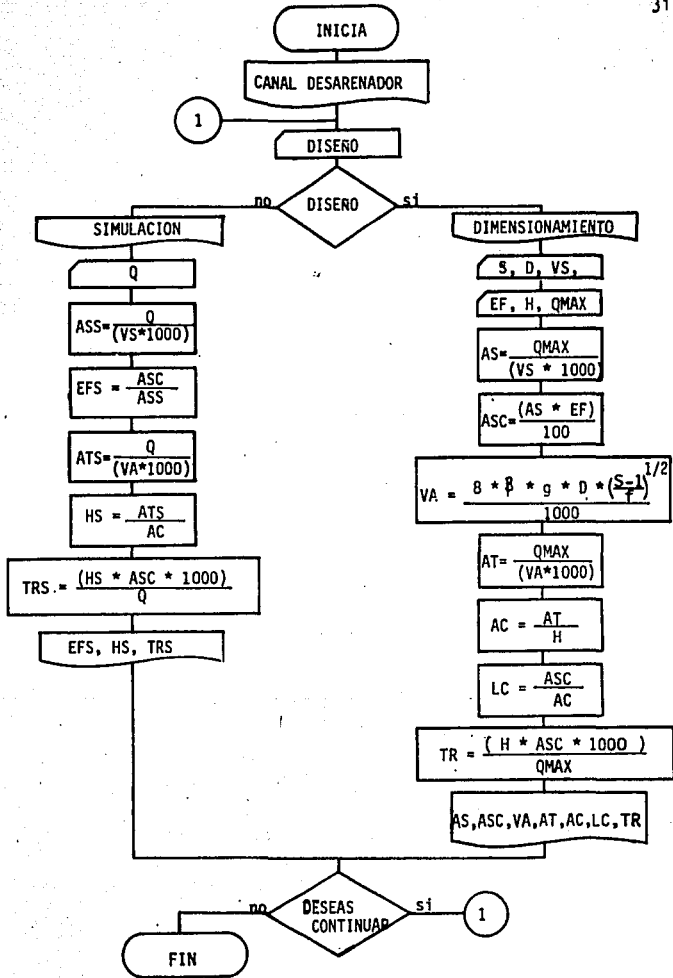 31
INICIA
CANAL DESARENADOR
1
DISEÑO
no DISEÑO si
SIMULACION
Q
ASS= Q / (VS*1000)
EFS = ASC / ASS
ATS= Q / (VA*1000)
HS = ATS / AC
TRS = (HS * ASC * 1000) / Q
EFS, HS, TRS
DIMENSIONAMIENTO
S, D, VS,
EF, H, QMAX
AS= QMAX / (VS * 1000)
ASC= (AS * EF) / 100
VA = 8 * β * g * D * (S-1 / f) 1/2 / 1000
AT= QMAX / (VA*1000)
AC = AT / H
LC = ASC / AC
TR = ( H * ASC * 1000 ) / QMAX
AS,ASC,VA,AT,AC,LC,TR
no DESEAS si
CONTINUAR
1
FIN